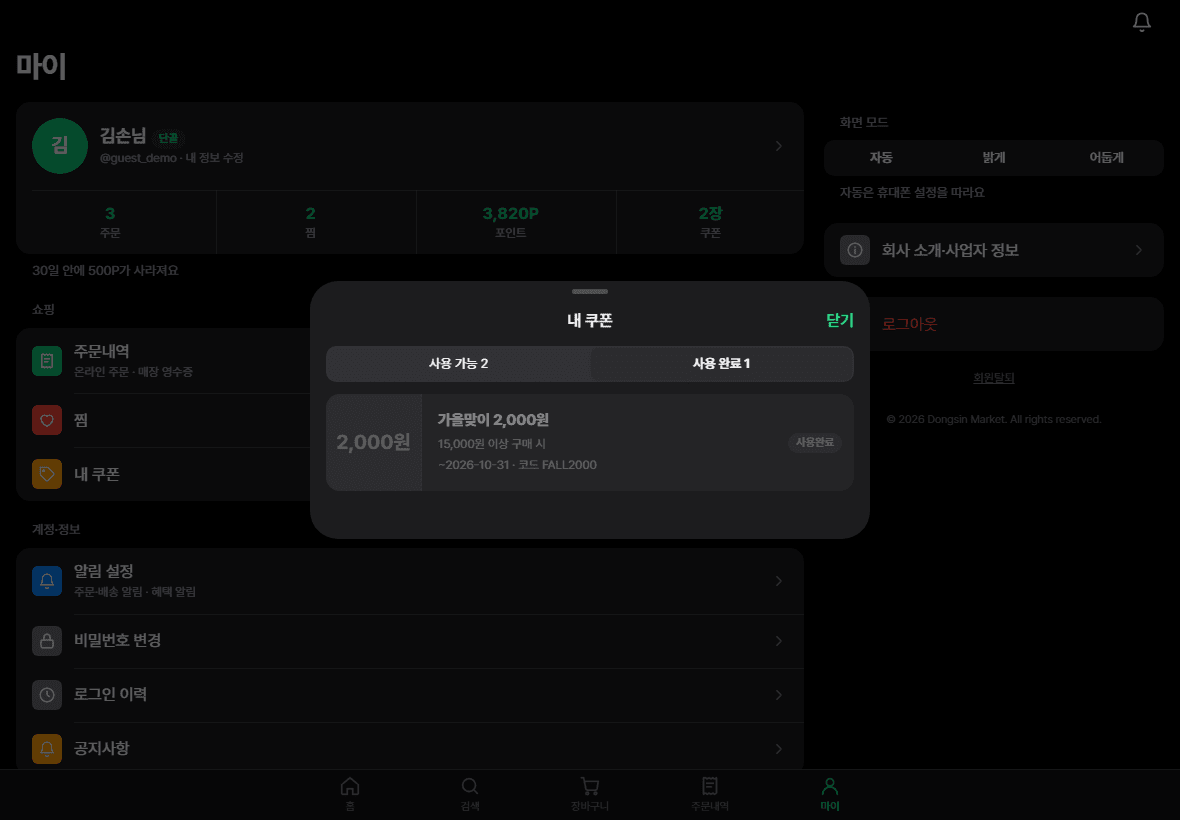 마이
김
김손님 단골
@guest_demo · 내 정보 수정
3
주문
2
찜
3,820P
포인트
2장
쿠폰
30일 안에 500P가 사라져요
쇼핑
주문내역
온라인 주문 · 매장 영수증
찜
내 쿠폰
계정·정보
알림 설정
주문·배송 알림 · 혜택 알림
비밀번호 변경
로그인 이력
공지사항
화면 모드
자동 밝게 어둡게
자동은 휴대폰 설정을 따라요
회사 소개·사업자 정보
로그아웃
회원탈퇴
© 2026 Dongsin Market. All rights reserved.
내 쿠폰
닫기
사용 가능 2
사용 완료 1
2,000원
가을맞이 2,000원
15,000원 이상 구매 시
~2026-10-31 · 코드 FALL2000
사용완료
홈
검색
장바구니
주문내역
마이